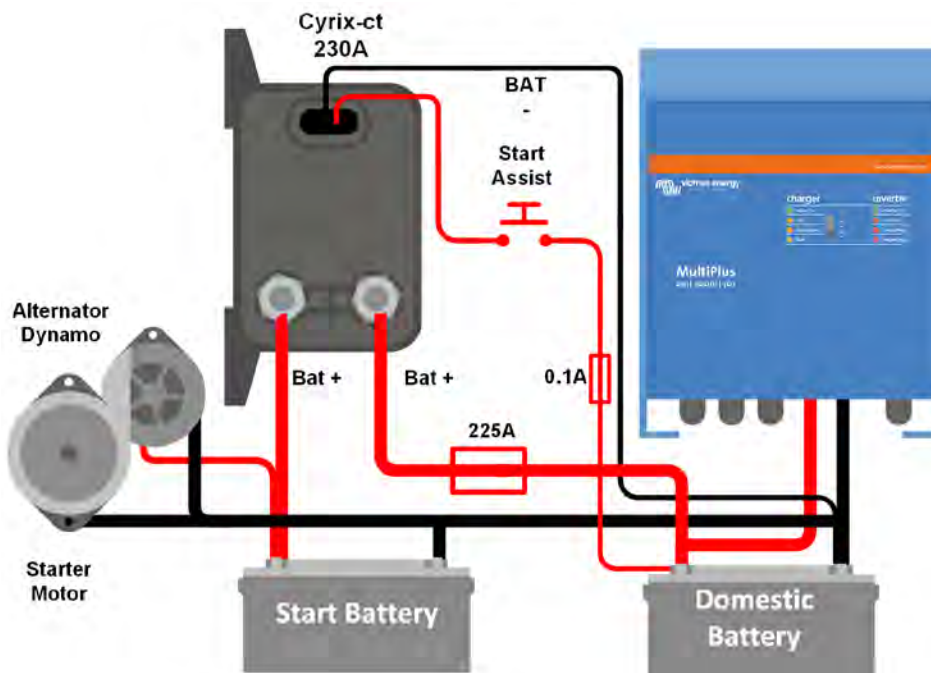 Cyrix-ct
230A
BAT
-
Start
Assist
victron energy
charger
inverter
MultiPlus
Alternator
Dynamo
Bat +
Bat +
0.1A
225A
Starter
Motor
Start Battery
Domestic
Battery